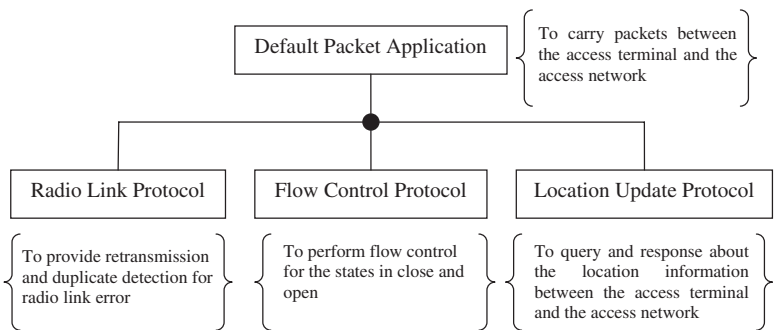 Default Packet Application
To carry packets between
the access terminal and the
access network
Radio Link Protocol
Flow Control Protocol
Location Update Protocol
To provide retransmission
and duplicate detection for
radio link error
To perform flow control
for the states in close and
open
To query and response about
the location information
between the access terminal
and the access network